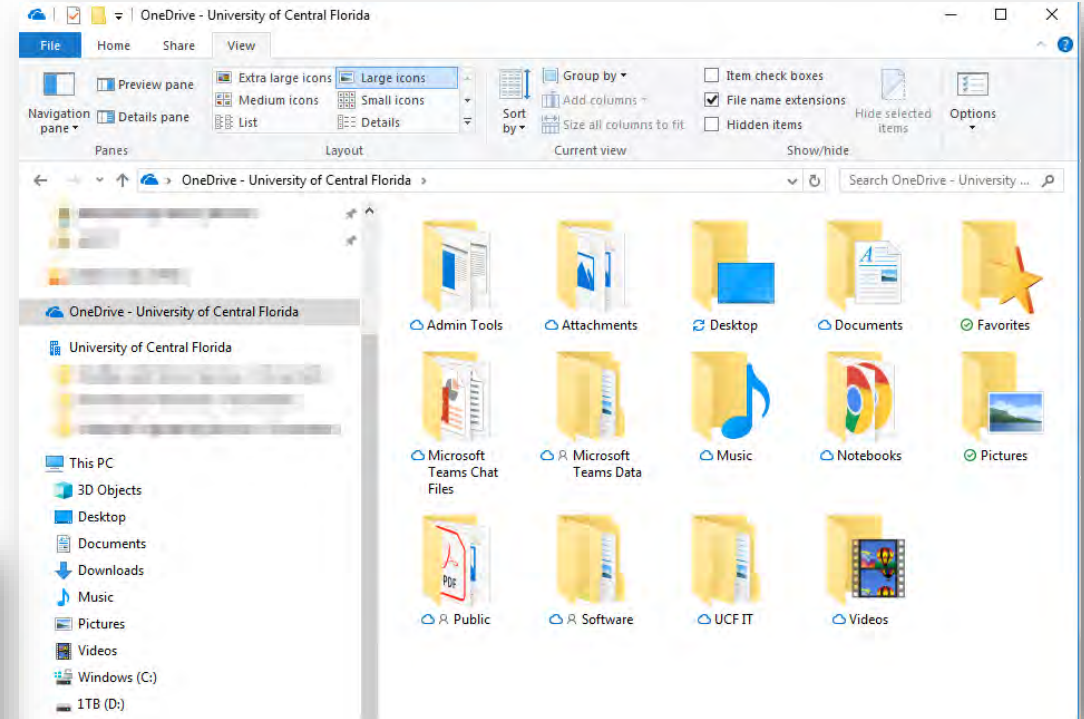 OneDrive - University of Central Florida
File Home Share View
Preview pane Extra large icons Large icons Group by Item check boxes
Navigation pane Details pane Medium icons Small icons Sort by Add columns File name extensions Hide selected items Options
List Details Size all columns to fit Hidden items
Panes Layout Current view Show/hide
OneDrive - University of Central Florida Search OneDrive - University ...
OneDrive - University of Central Florida
University of Central Florida
This PC
3D Objects
Desktop
Documents
Downloads
Music
Pictures
Videos
Windows (C:)
1TB (D:)
Admin Tools Attachments Desktop Documents Favorites
Microsoft Microsoft Music Notebooks Pictures
Teams Chat Teams Data
Files
PDF
Public Software UCF IT Videos